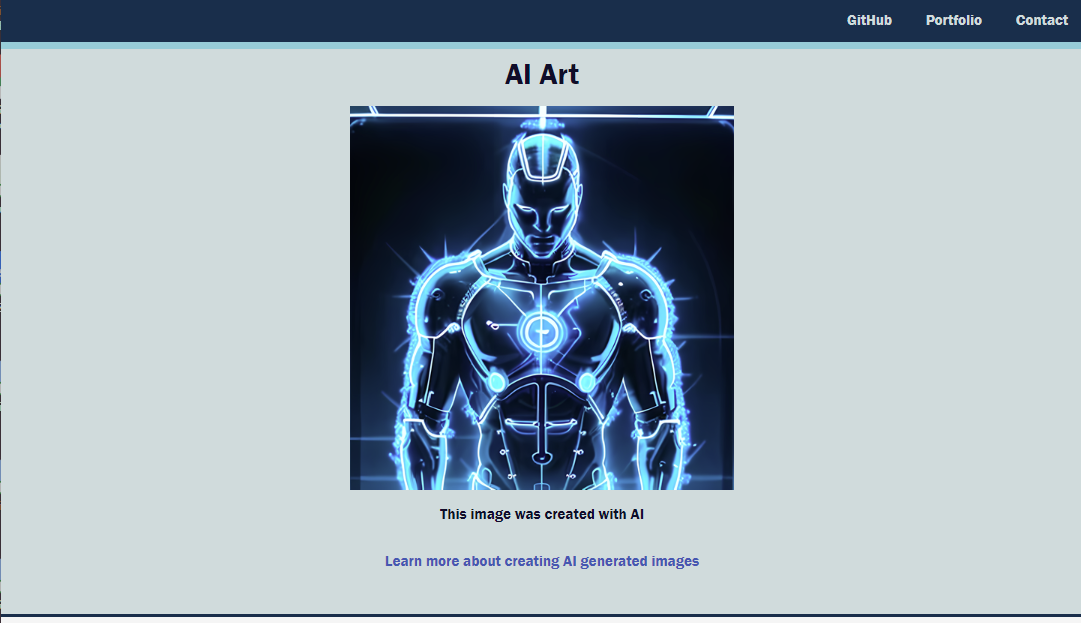 GitHub Portfolio Contact
AI Art
This image was created with AI
Learn more about creating AI generated images